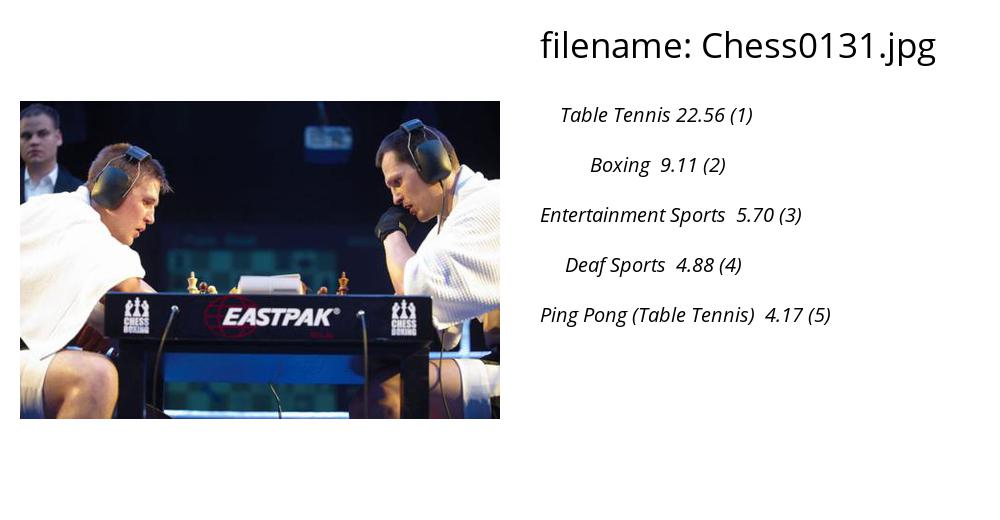 filename: Chess0131.jpg
Table Tennis 22.56 (1)
Boxing 9.11 (2)
Entertainment Sports 5.70 (3)
Deaf Sports 4.88 (4)
Ping Pong (Table Tennis) 4.17 (5)
CHESS
BOXING
EASTPAK®
CHESS
BOXING